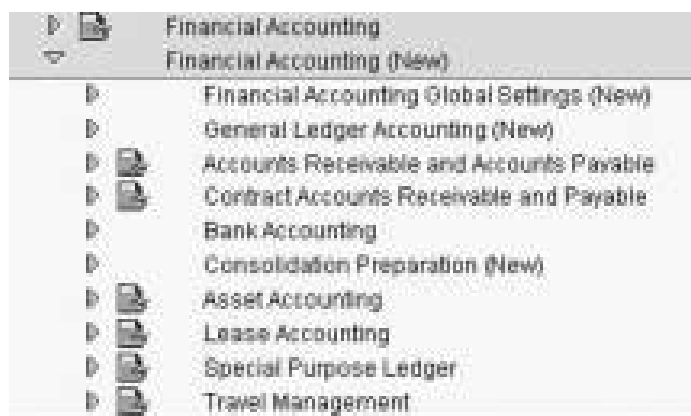 Financial Accounting
Financial Accounting (New)
Financial Accounting Global Settings (New)
General Ledger Accounting (New)
Accounts Receivable and Accounts Payable
Contract Accounts Receivable and Payable
Bank Accounting
Consolidation Preparation (New)
Asset Accounting
Lease Accounting
Special Purpose Ledger
Travel Management